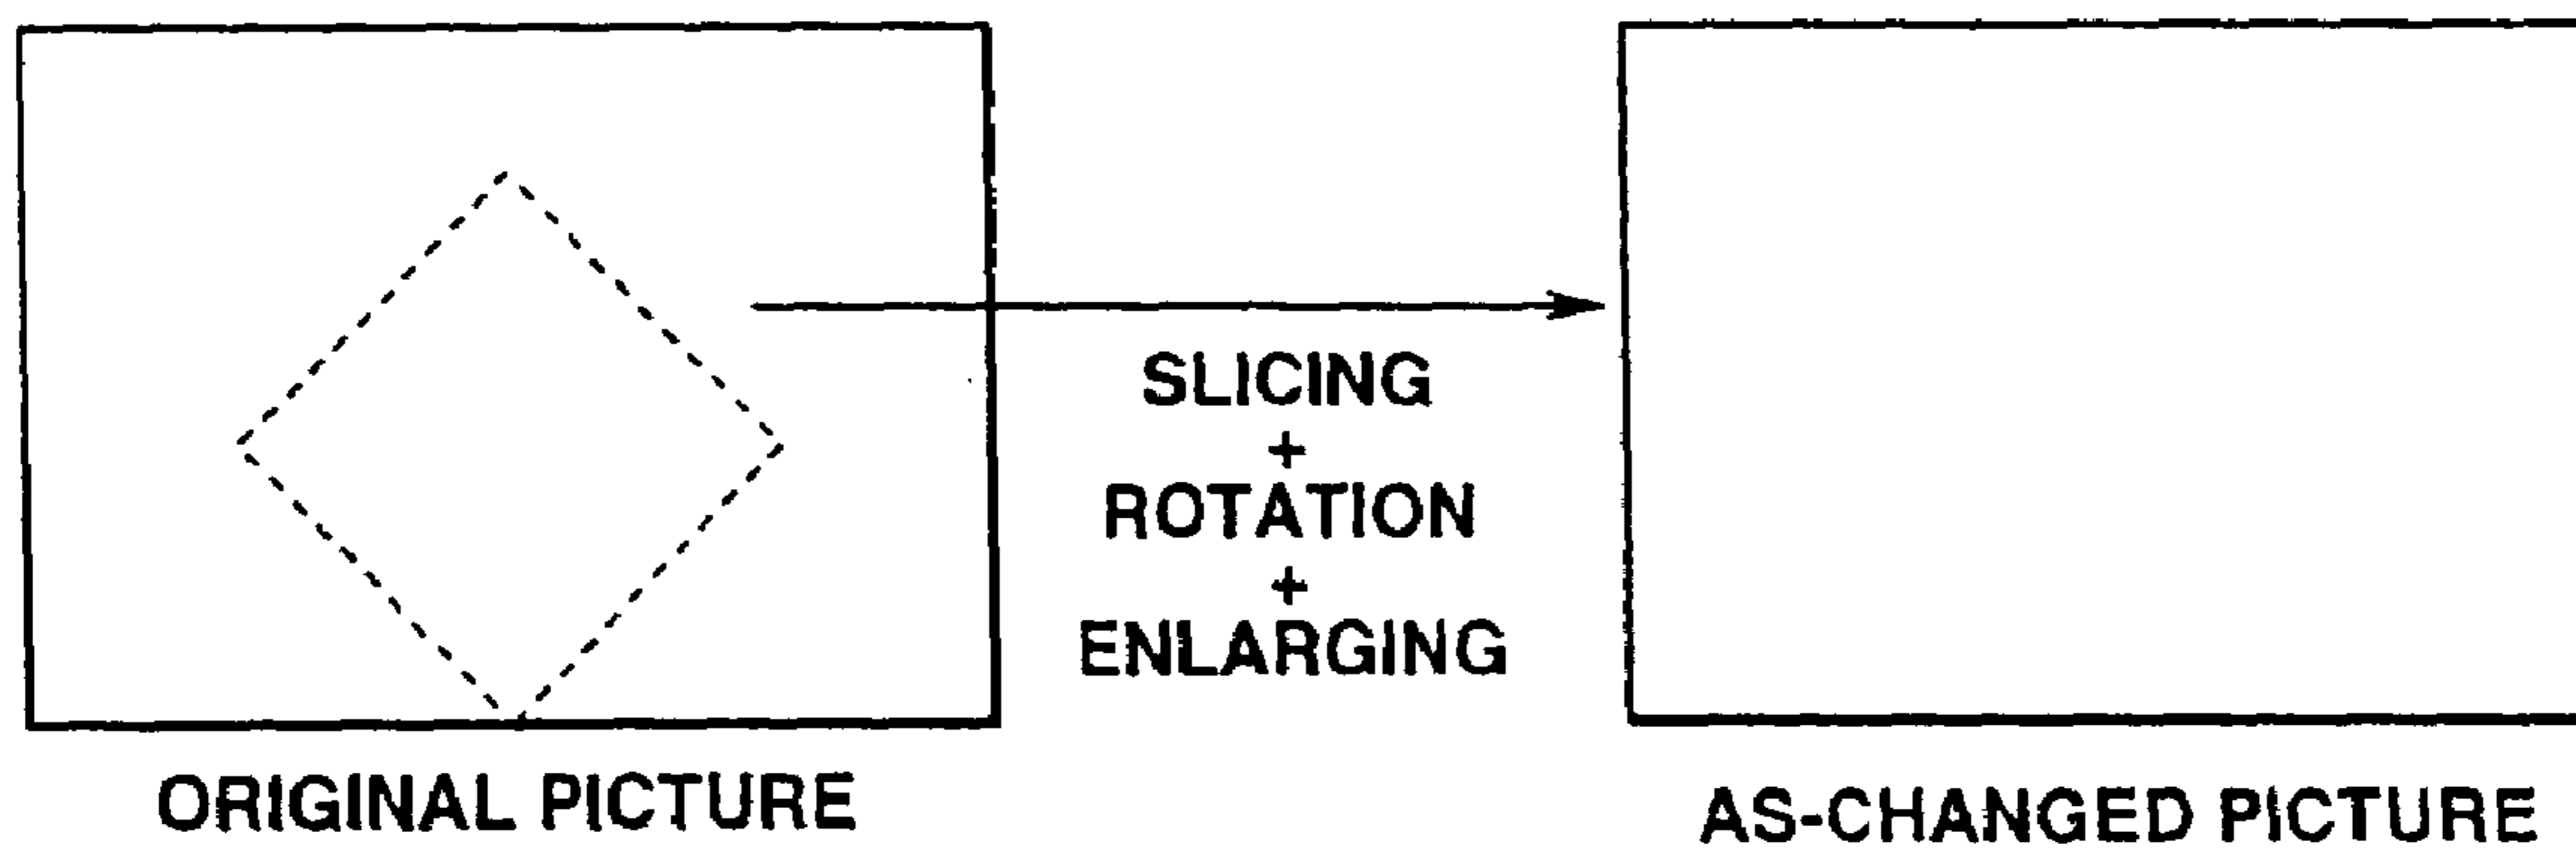 SLICING
+
ROTATION
+
ENLARGING
ORIGINAL PICTURE
AS-CHANGED PICTURE